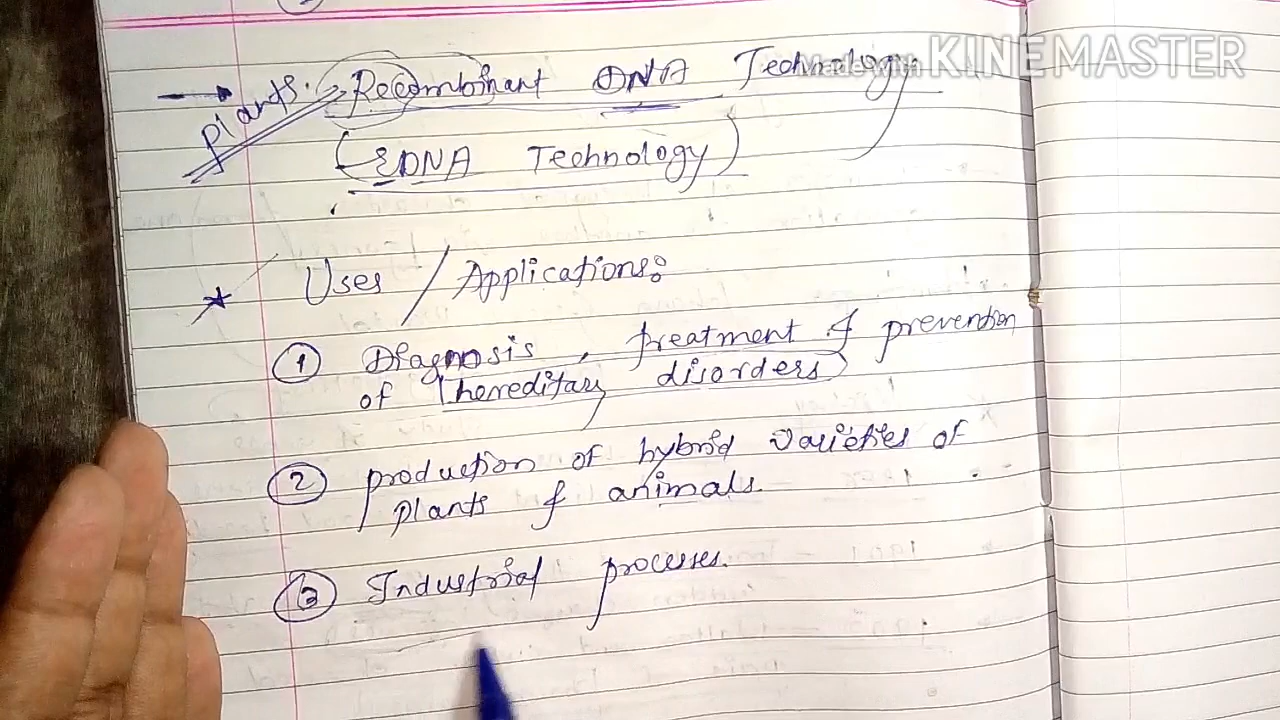 → Recombinant DNA Technology
Plants.
(rDNA Technology)
* Uses / Applications:
① Diagnosis, treatment & prevention
of hereditary disorders
② production of hybrid varieties of
plants & animals.
③ Industrial processes.
KINEMASTER